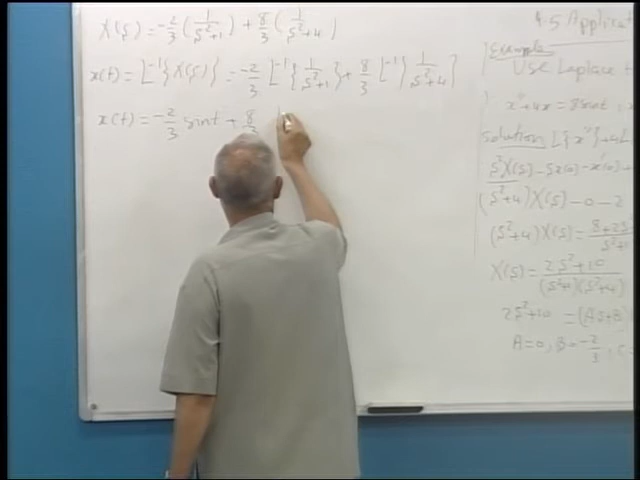 X(s) = -2/3 (1/(s²+1)) + 8/3 (1/(s²+4))
x(t) = L⁻¹{X(s)} = -2/3 L⁻¹{1/(s²+1)} + 8/3 L⁻¹{1/(s²+4)}
x(t) = -2/3 sint + 8/3
4.5 Applicat
Example
Use Laplace t
x''+4x = 8sint
solution L{x''}+4L
s²X(s) - sx(0) - x'(0) +
(s²+4)X(s) - 0 - 2
(s²+4)X(s) = (8+2s²)/(s²+1)
X(s) = (2s²+10)/((s²+1)(s²+4))
2s²+10 = (As+B)
A=0, B=-2/3, C